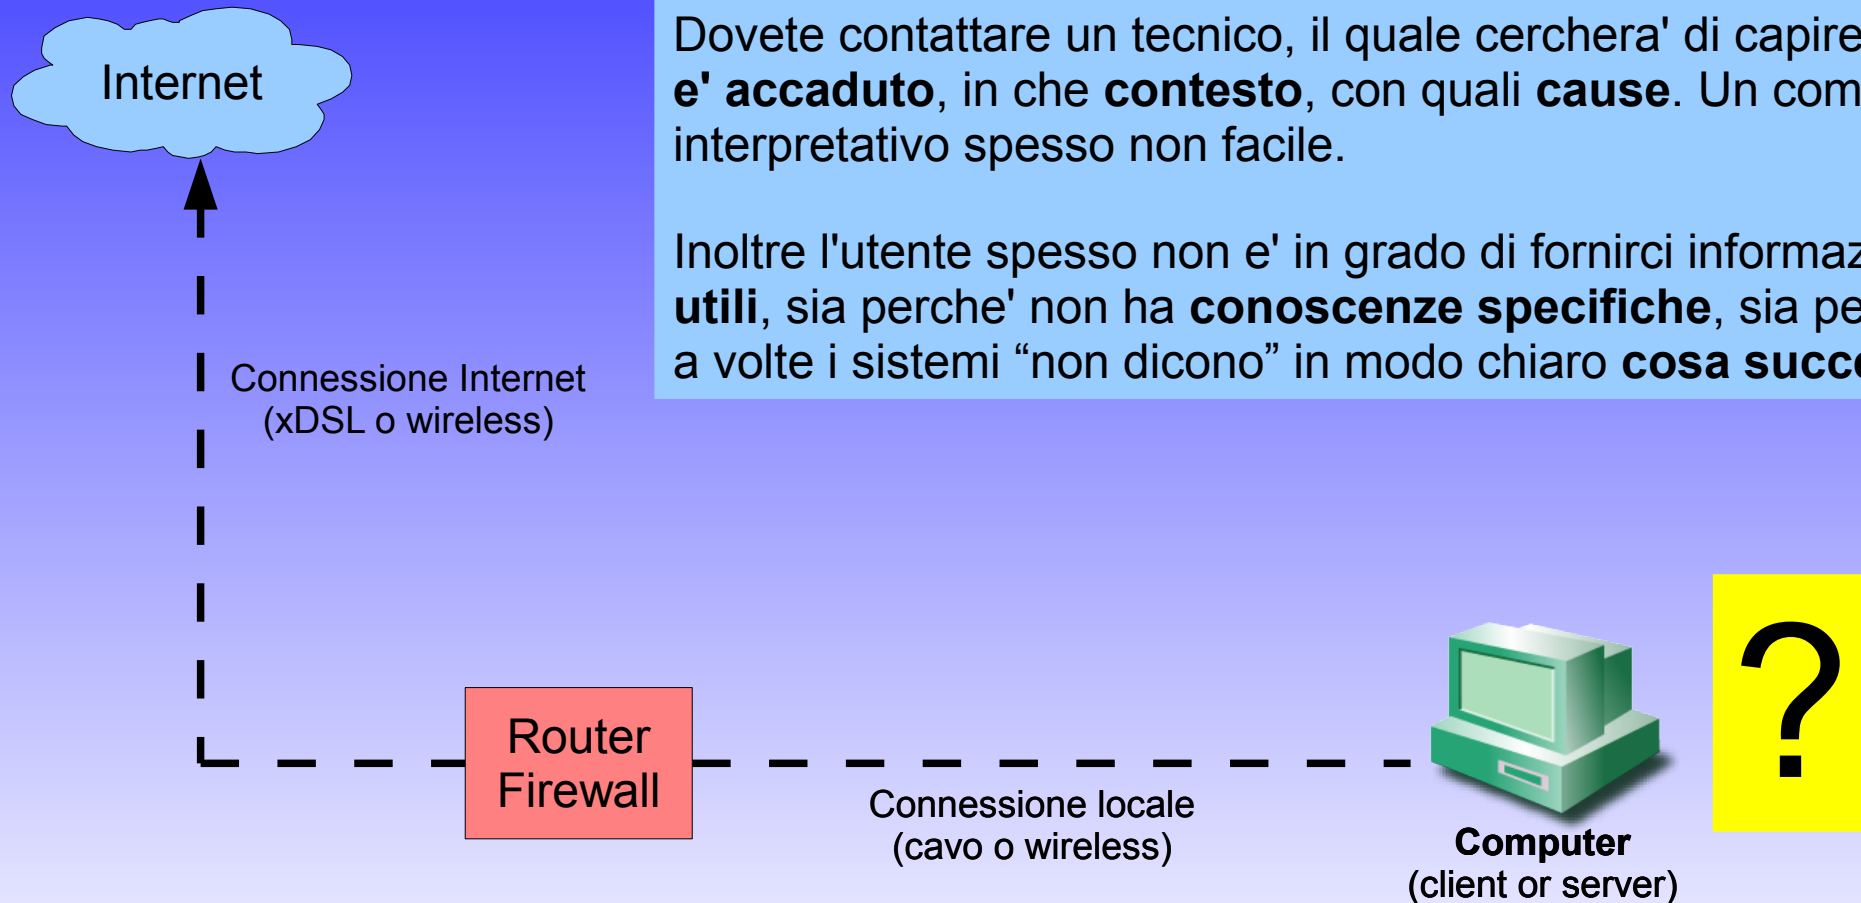 Internet
Dovete contattare un tecnico, il quale cerchera' di capire
e' accaduto, in che contesto, con quali cause. Un com
interpretativo spesso non facile.
Inoltre l'utente spesso non e' in grado di fornirci informaz
utili, sia perche' non ha conoscenze specifiche, sia pe
a volte i sistemi “non dicono” in modo chiaro cosa succe
Connessione Internet
(xDSL o wireless)
Router
Firewall
Connessione locale
(cavo o wireless)
?
Computer
(client or server)